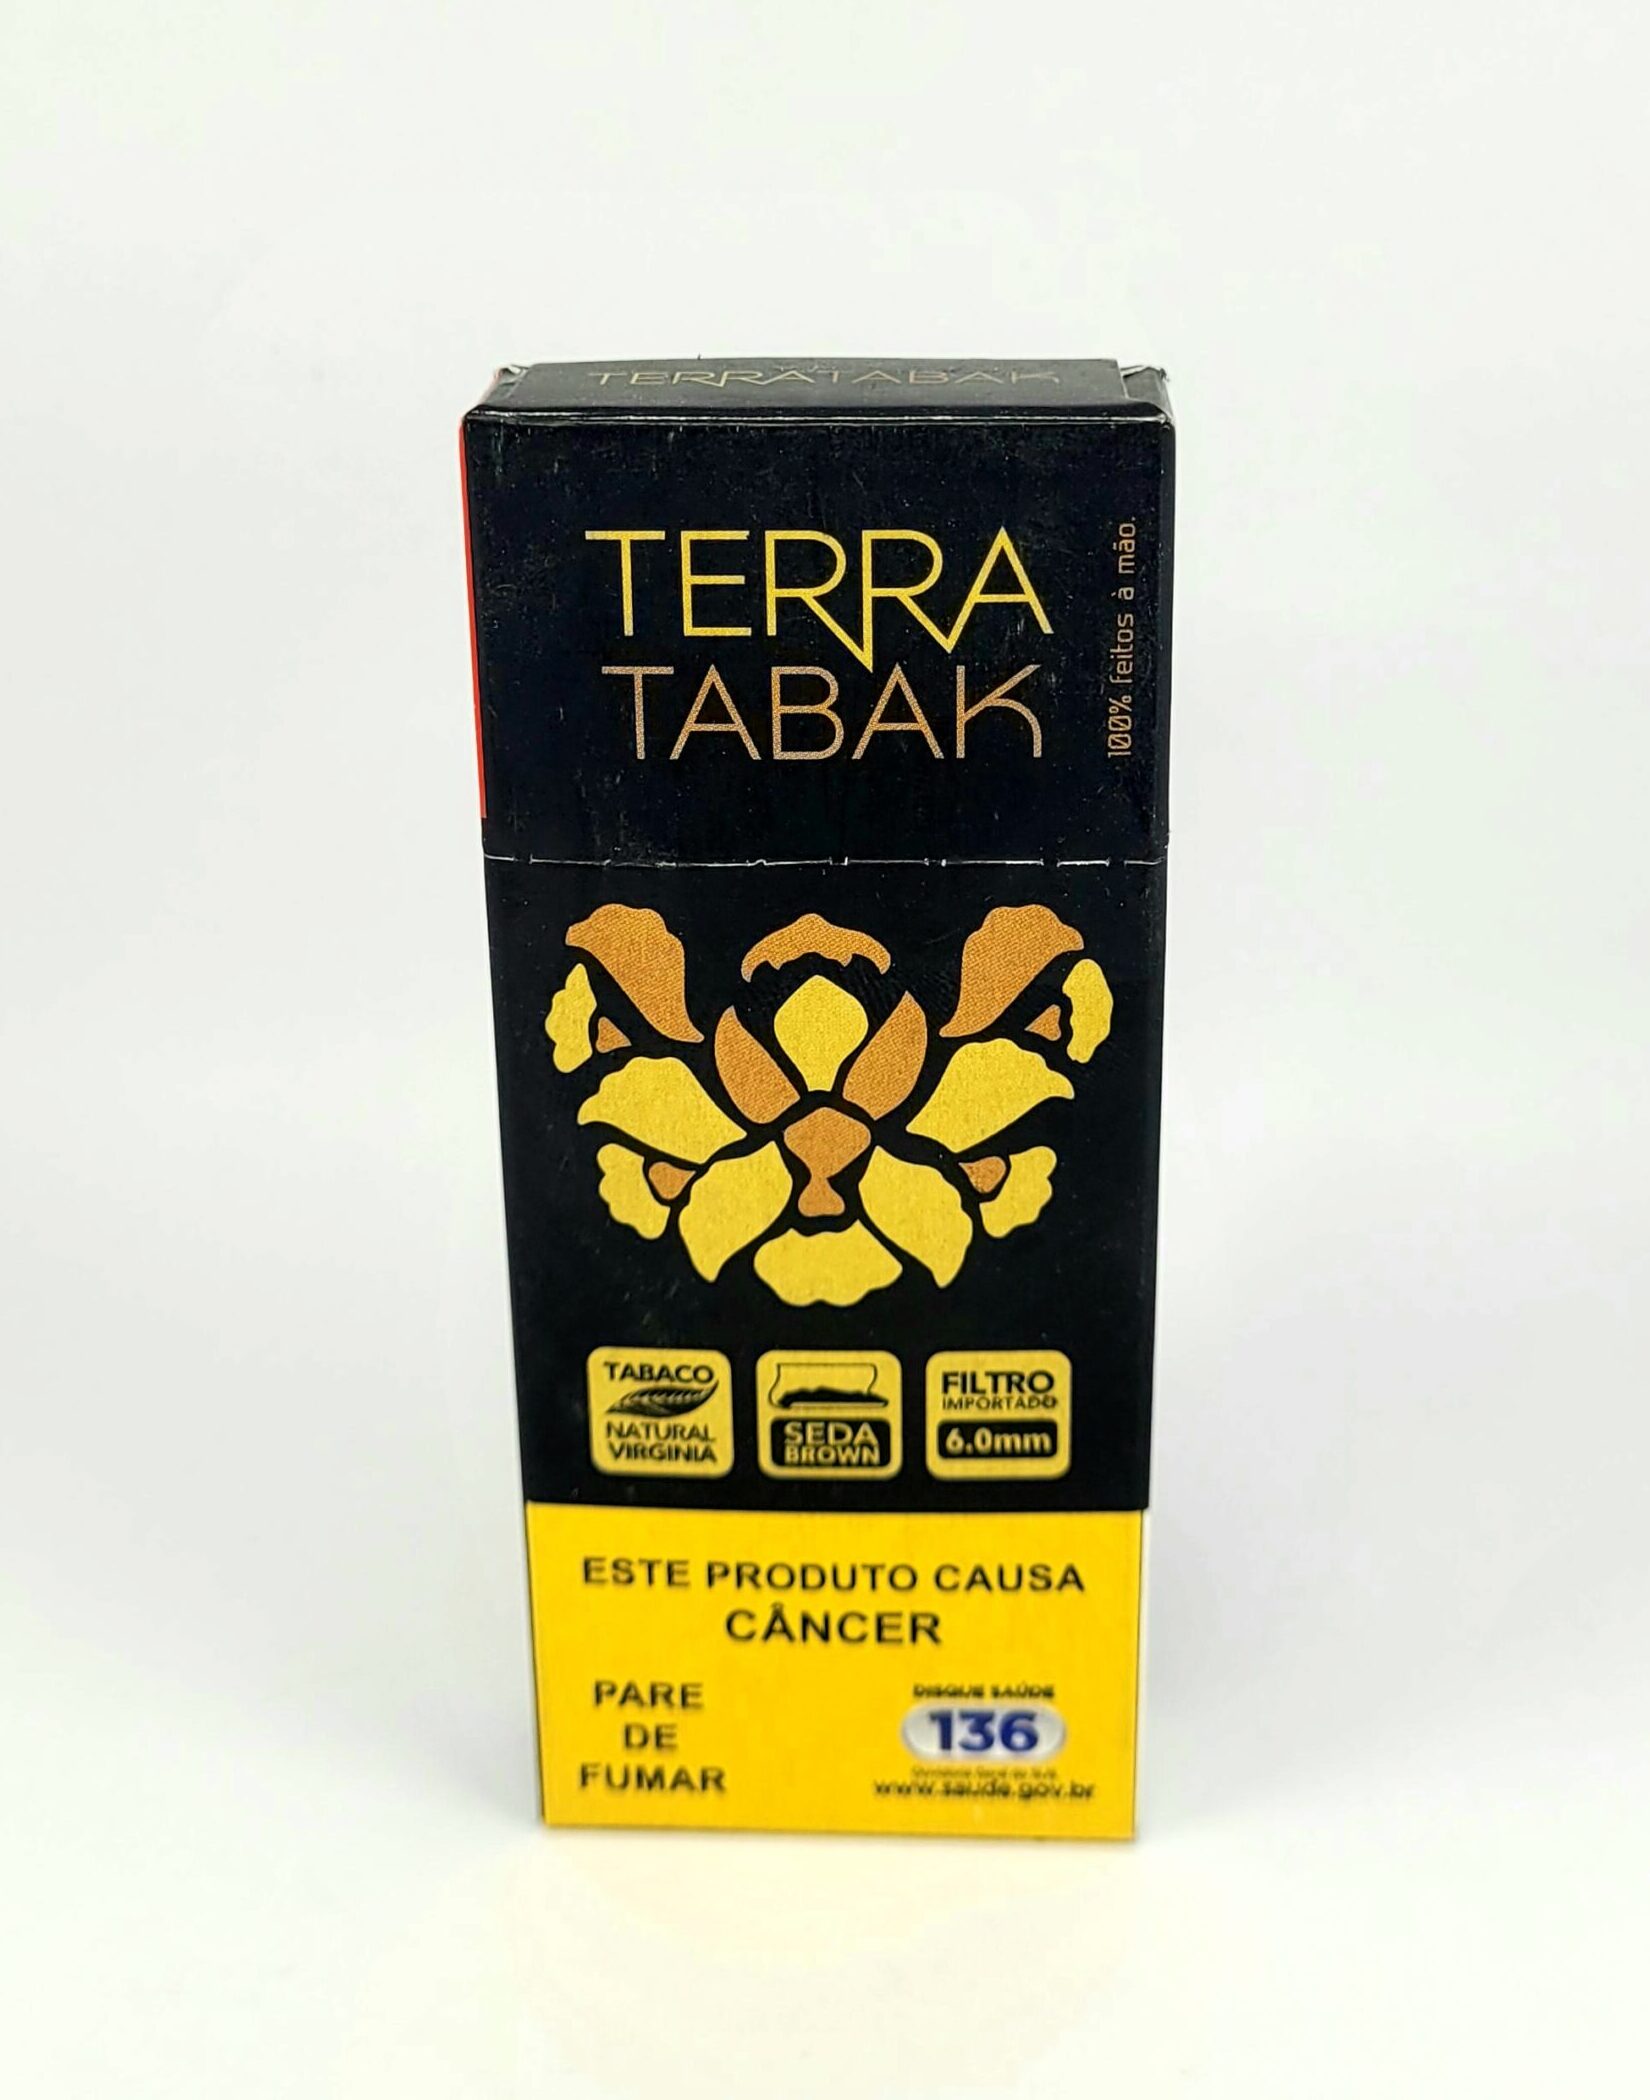 TERRATABAK
TERRA
TABAK
100% feitos à mão.
TABACO
NATURAL
VIRGINIA
SEDA
BROWN
FILTRO
IMPORTADO
6.0mm
ESTE PRODUTO CAUSA
CÂNCER
PARE
DE
FUMAR
DISQUE SAÚDE
136
www.saude.gov.br